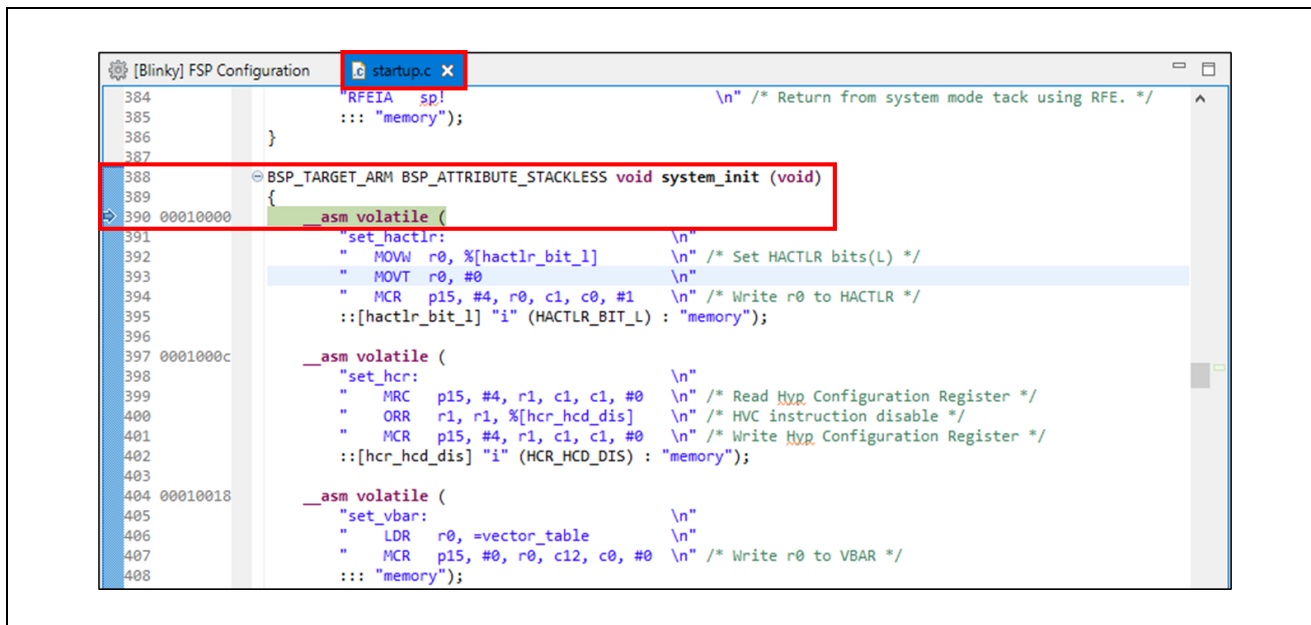 [Blinky] FSP Configuration    startup.c
384    "RFEIA   sp!    \n" /* Return from system mode tack using RFE. */
385    ::: "memory");
386    }
387
388    BSP_TARGET_ARM BSP_ATTRIBUTE_STACKLESS void system_init (void)
389    {
390 00010000    __asm volatile (
391    "set_hactlr:    \n"
392    "   MOVW  r0, %[hactlr_bit_l]    \n" /* Set HACTLR bits(L) */
393    "   MOVT  r0, #0    \n"
394    "   MCR   p15, #4, r0, c1, c0, #1    \n" /* Write r0 to HACTLR */
395    ::[hactlr_bit_l] "i" (HACTLR_BIT_L) : "memory");
396
397 0001000c    __asm volatile (
398    "set_hcr:    \n"
399    "    MRC   p15, #4, r1, c1, c1, #0   \n" /* Read Hyp Configuration Register */
400    "    ORR   r1, r1, %[hcr_hcd_dis]    \n" /* HVC instruction disable */
401    "    MCR   p15, #4, r1, c1, c1, #0   \n" /* Write Hyp Configuration Register */
402    ::[hcr_hcd_dis] "i" (HCR_HCD_DIS) : "memory");
403
404 00010018    __asm volatile (
405    "set_vbar:    \n"
406    "    LDR   r0, =vector_table    \n"
407    "    MCR   p15, #0, r0, c12, c0, #0  \n" /* Write r0 to VBAR */
408    ::: "memory");